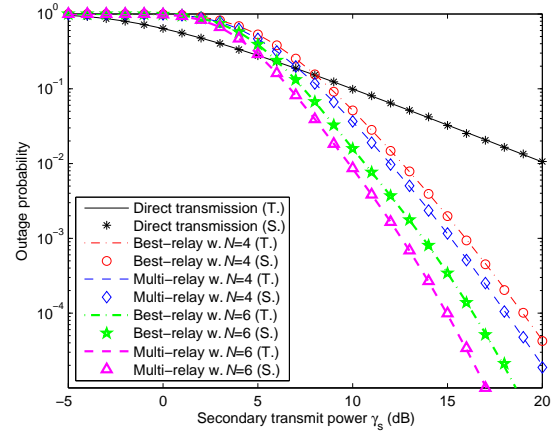 10^0
10^-1
10^-2
10^-3
10^-4
Outage probability
Direct transmission (T.)
Direct transmission (S.)
Best-relay w. N=4 (T.)
Best-relay w. N=4 (S.)
Multi-relay w. N=4 (T.)
Multi-relay w. N=4 (S.)
Best-relay w. N=6 (T.)
Best-relay w. N=6 (S.)
Multi-relay w. N=6 (T.)
Multi-relay w. N=6 (S.)
-5 0 5 10 15 20
Secondary transmit power γs (dB)